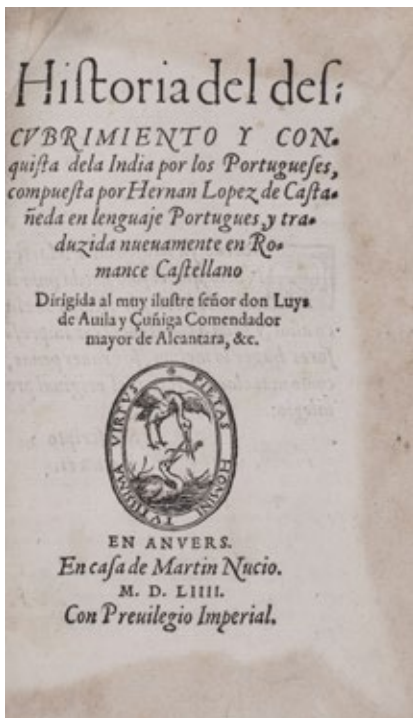 Hiſtoria del deſ:
CVBRIMIENTO Y CON-
quiſta dela India por los Portugueſes,
compueſta por Hernan Lopez de Caſta-
ñeda en lenguaje Portugues, y tra-
duzida nueuamente en Ro-
mance Caſtellano
Dirigida al muy iluſtre ſeñor don Luys
de Auila y Çuñiga Comendador
mayor de Alcantara, &c.
PIETAS HOMINI TVTISSIMA VIRTVS
EN ANVERS.
En caſa de Martin Nucio.
M. D. LIIII.
Con Preuilegio Imperial.